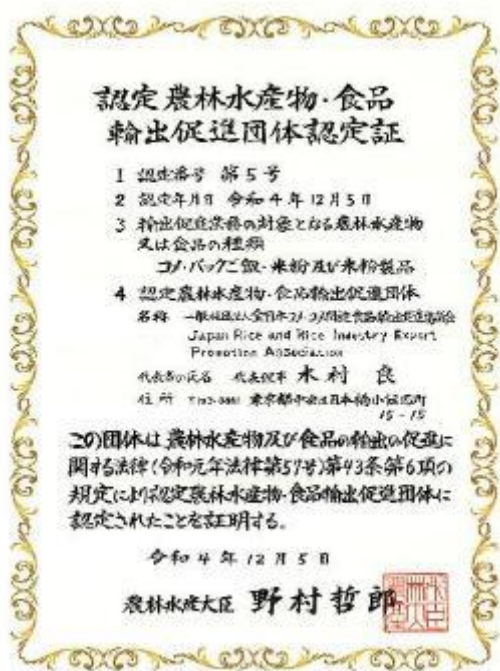 認定農林水産物・食品
輸出促進団体認定証
1 認定番号 第5号
2 認定年月日 令和4年12月5日
3 輸出促進業務の対象となる農林水産物
又は食品の種類
コメ・パックご飯・米粉及び米粉製品
4 認定農林水産物・食品輸出促進団体
名称 一般社団法人全日本コメ・コメ関連食品輸出促進協議会
Japan Rice and Rice Industry Export
Promotion Association
代表者の氏名 代表理事 木村 良
住所 東京都中央区日本橋小伝馬町
15-15
この団体は農林水産物及び食品の輸出の促進に
関する法律(令和元年法律第57号)第43条第6項の
規定により認定農林水産物・食品輸出促進団体に
認定されたことを証明する。
令和4年12月5日
農林水産大臣 野村哲郎